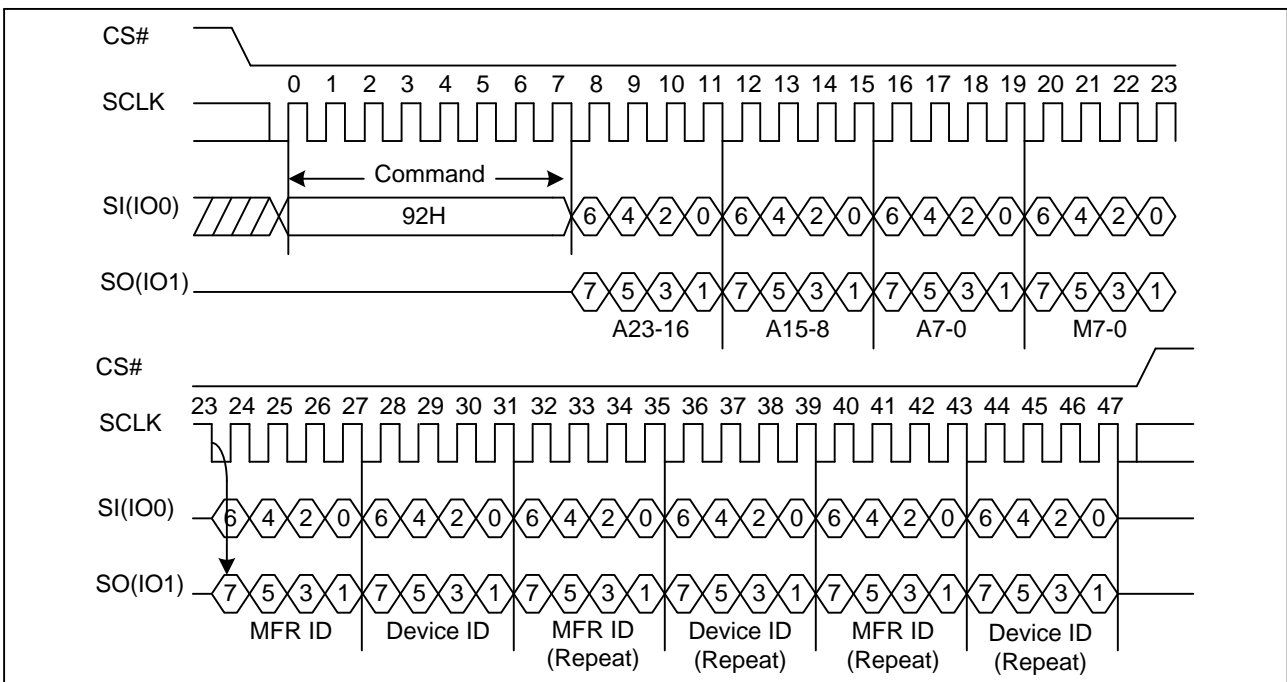 CS#
0 1 2 3 4 5 6 7 8 9 10 11 12 13 14 15 16 17 18 19 20 21 22 23
SCLK
Command
SI(IO0)
92H
6 4 2 0 6 4 2 0 6 4 2 0 6 4 2 0
SO(IO1)
7 5 3 1 7 5 3 1 7 5 3 1 7 5 3 1
A23-16 A15-8 A7-0 M7-0
CS#
23 24 25 26 27 28 29 30 31 32 33 34 35 36 37 38 39 40 41 42 43 44 45 46 47
SCLK
SI(IO0)
6 4 2 0 6 4 2 0 6 4 2 0 6 4 2 0 6 4 2 0 6 4 2 0
SO(IO1)
7 5 3 1 7 5 3 1 7 5 3 1 7 5 3 1 7 5 3 1 7 5 3 1
MFR ID Device ID MFR ID Device ID MFR ID Device ID
(Repeat) (Repeat) (Repeat) (Repeat)